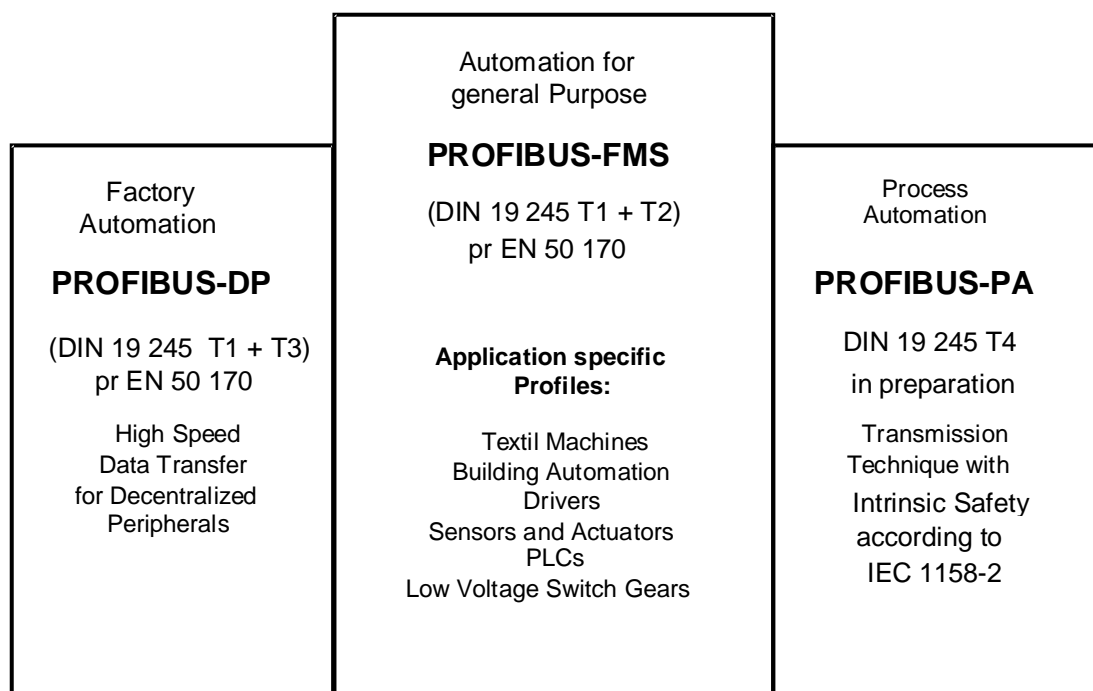 Factory
Automation
PROFIBUS-DP
(DIN 19 245 T1 + T3)
pr EN 50 170
High Speed
Data Transfer
for Decentralized
Peripherals
Automation for
general Purpose
PROFIBUS-FMS
(DIN 19 245 T1 + T2)
pr EN 50 170
Application specific
Profiles:
Textil Machines
Building Automation
Drivers
Sensors and Actuators
PLCs
Low Voltage Switch Gears
Process
Automation
PROFIBUS-PA
DIN 19 245 T4
in preparation
Transmission
Technique with
Intrinsic Safety
according to
IEC 1158-2